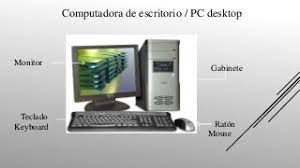 Computadora de escritorio / PC desktop
Monitor
Gabinete
Teclado
Keyboard
Ratón
Mouse